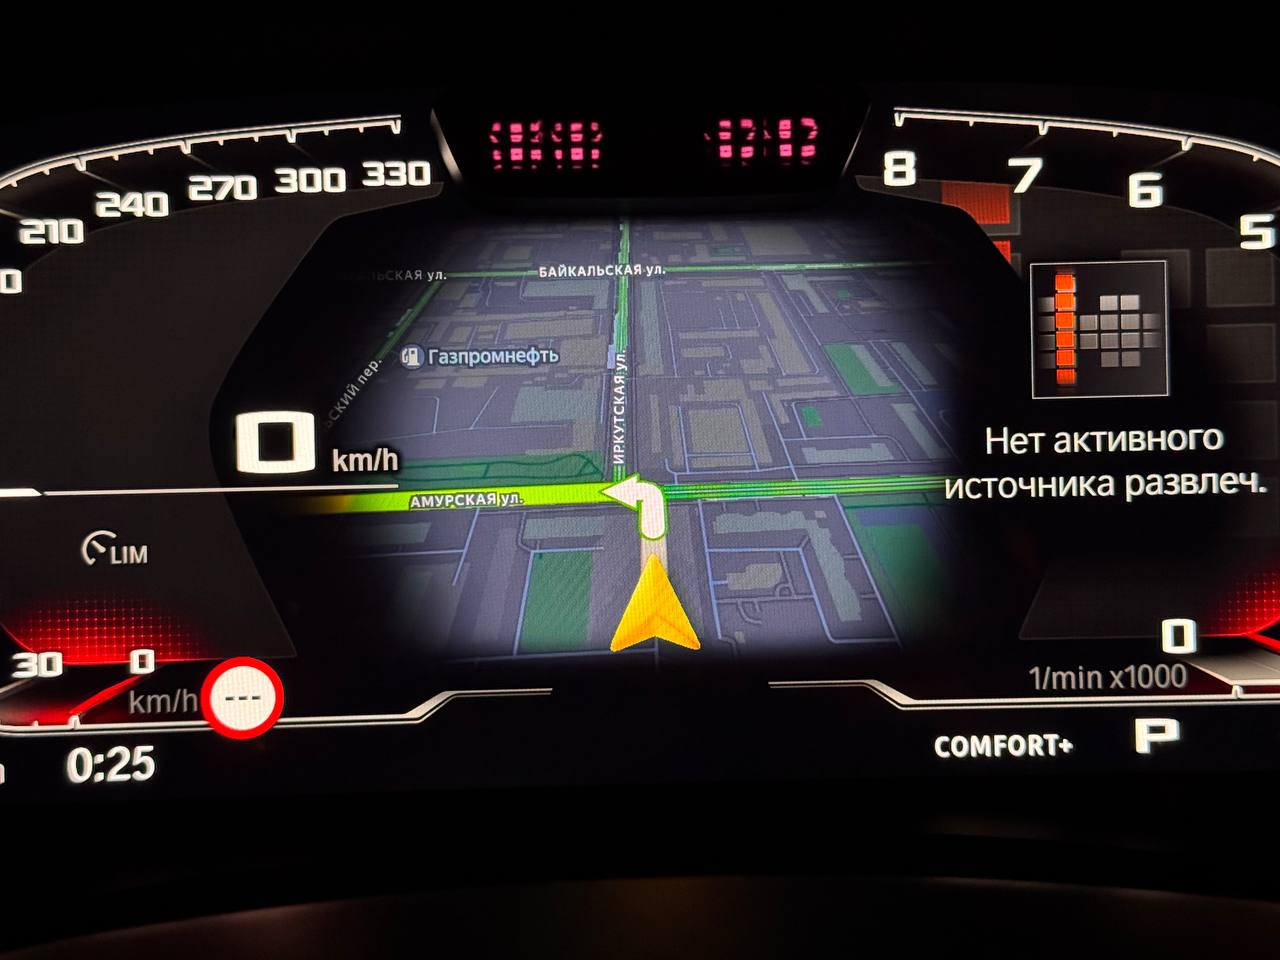 210
240
270
300
330
8
7
6
5
0
БАЙКАЛЬСКАЯ ул.
Газпромнефть
ИРКУТСКАЯ ул.
0
km/h
АМУРСКАЯ ул.
Нет активного
источника развлеч.
LIM
30
0
km/h
---
0:25
0
1/min x1000
COMFORT+
P